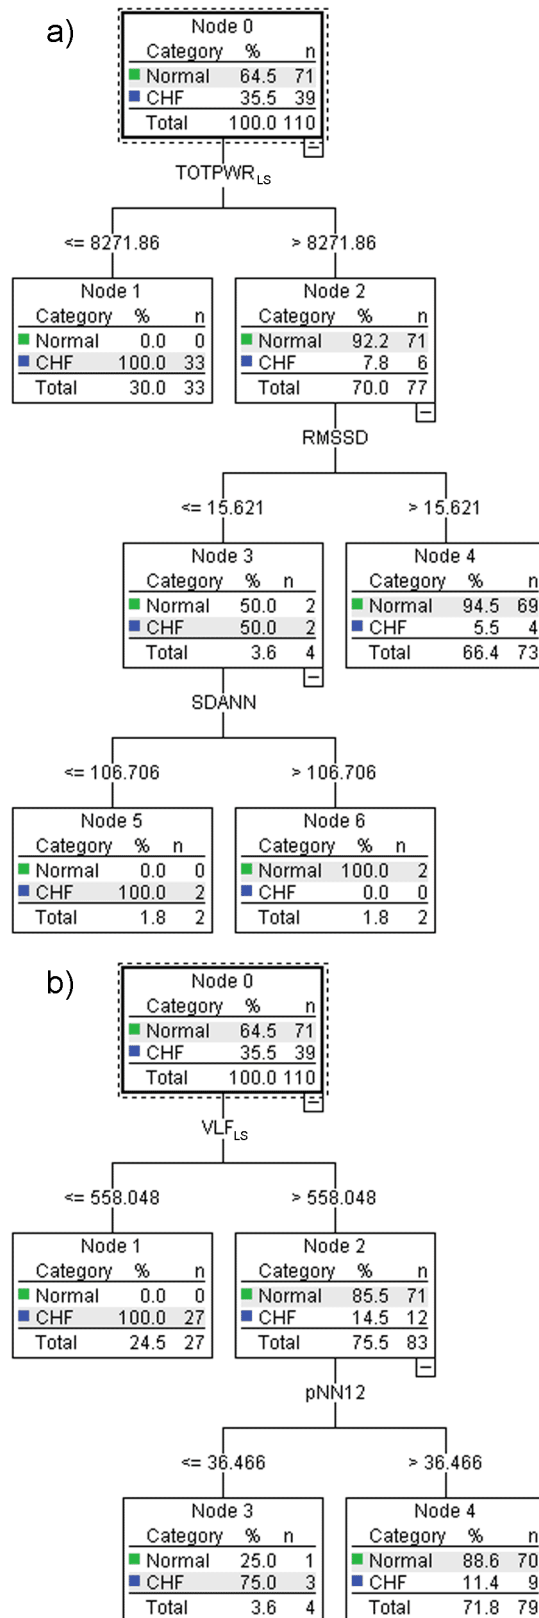 a)
Node 0
Category % n
Normal 64.5 71
CHF 35.5 39
Total 100.0 110
TOTPWRLS
<= 8271.86 > 8271.86
Node 1
Category % n
Normal 0.0 0
CHF 100.0 33
Total 30.0 33
Node 2
Category % n
Normal 92.2 71
CHF 7.8 6
Total 70.0 77
RMSSD
<= 15.621 > 15.621
Node 3
Category % n
Normal 50.0 2
CHF 50.0 2
Total 3.6 4
Node 4
Category % n
Normal 94.5 69
CHF 5.5 4
Total 66.4 73
SDANN
<= 106.706 > 106.706
Node 5
Category % n
Normal 0.0 0
CHF 100.0 2
Total 1.8 2
Node 6
Category % n
Normal 100.0 2
CHF 0.0 0
Total 1.8 2
b)
Node 0
Category % n
Normal 64.5 71
CHF 35.5 39
Total 100.0 110
VLFLS
<= 558.048 > 558.048
Node 1
Category % n
Normal 0.0 0
CHF 100.0 27
Total 24.5 27
Node 2
Category % n
Normal 85.5 71
CHF 14.5 12
Total 75.5 83
pNN12
<= 36.466 > 36.466
Node 3
Category % n
Normal 25.0 1
CHF 75.0 3
Total 3.6 4
Node 4
Category % n
Normal 88.6 70
CHF 11.4 9
Total 71.8 79